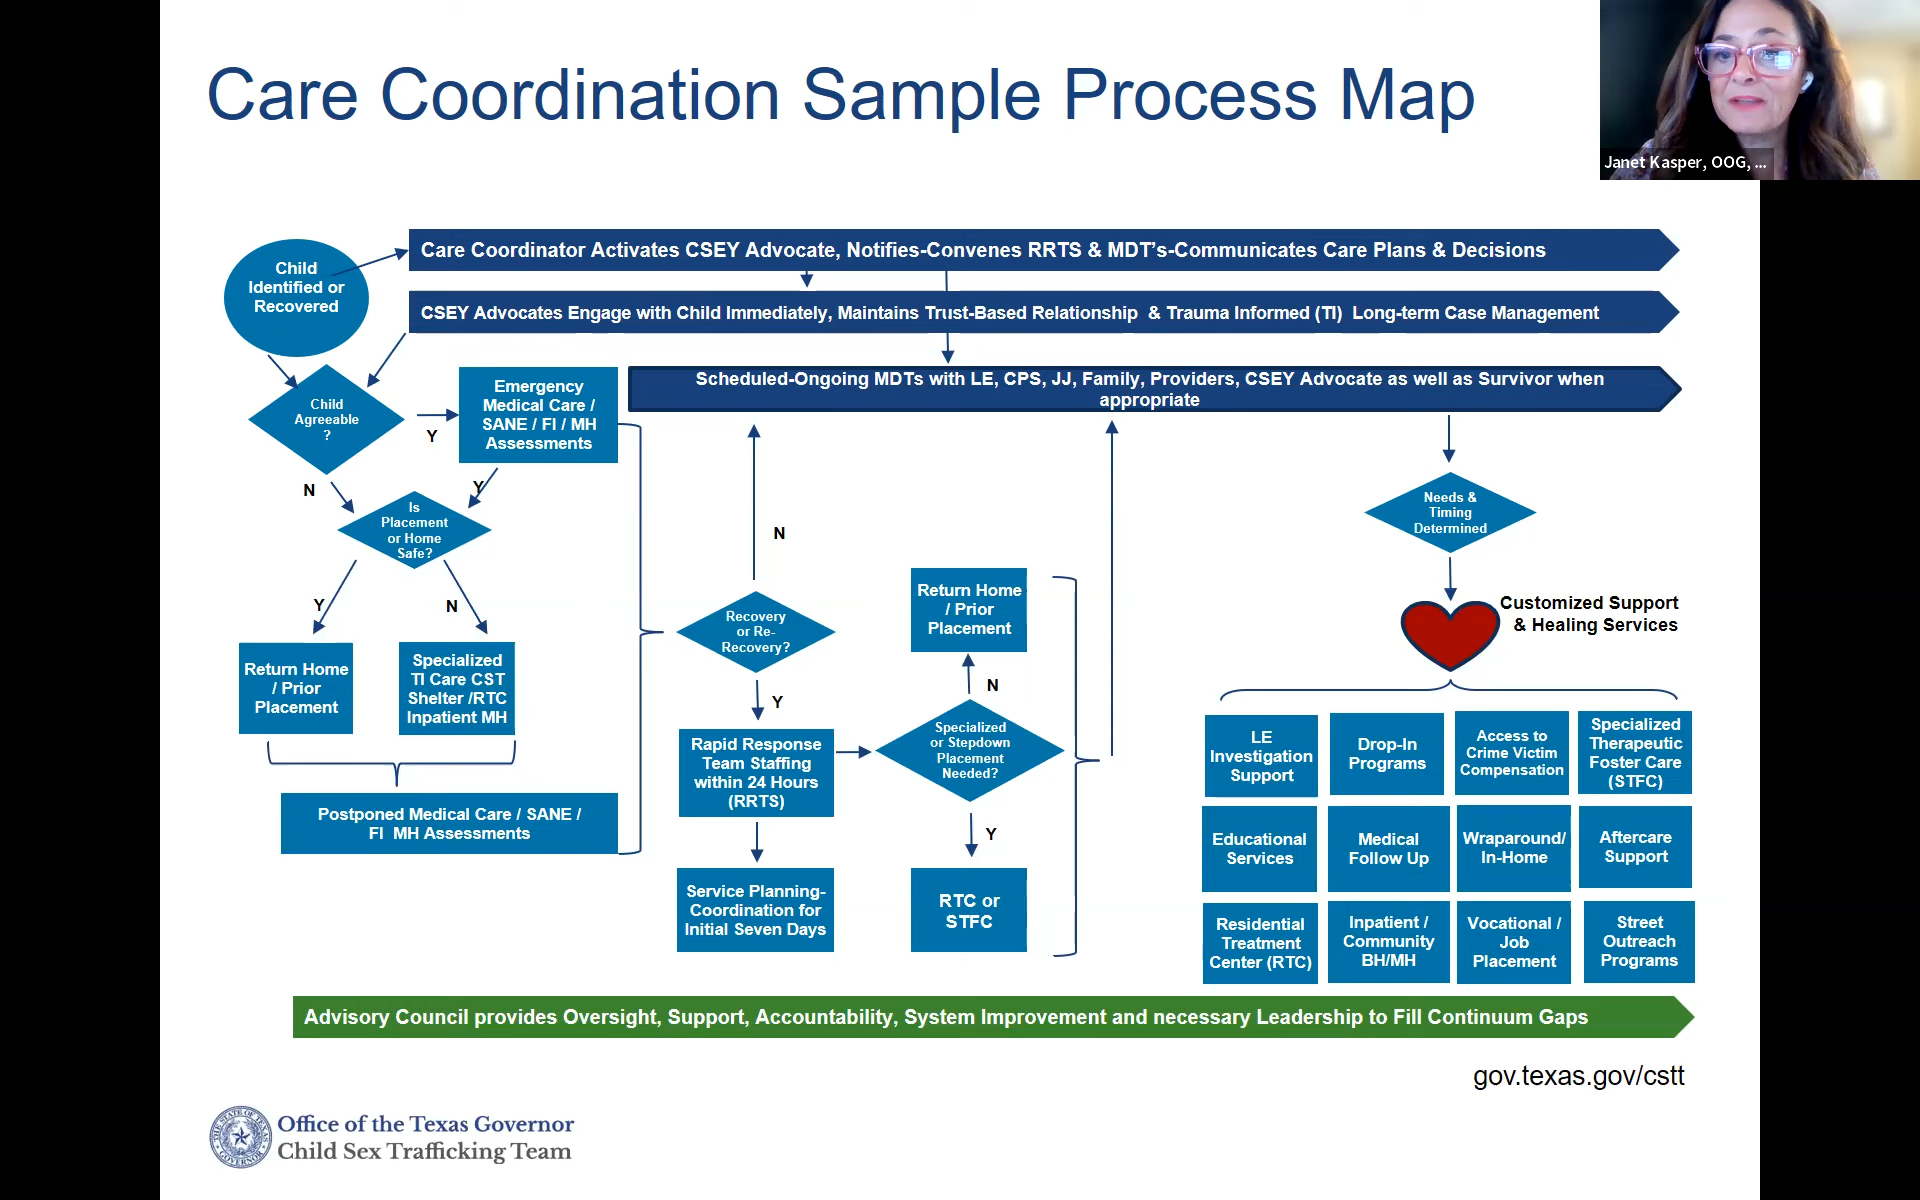 Care Coordination Sample Process Map
Janet Kasper, OOG, ...
Child
Identified or
Recovered
Care Coordinator Activates CSEY Advocate, Notifies-Convenes RRTS & MDT's-Communicates Care Plans & Decisions
CSEY Advocates Engage with Child Immediately, Maintains Trust-Based Relationship & Trauma Informed (TI) Long-term Case Management
Scheduled-Ongoing MDTs with LE, CPS, JJ, Family, Providers, CSEY Advocate as well as Survivor when
appropriate
Child
Agreeable
?
Y
N
Emergency
Medical Care /
SANE / FI / MH
Assessments
Y
Is
Placement
or Home
Safe?
Y
N
Return Home
/ Prior
Placement
Specialized
TI Care CST
Shelter /RTC
Inpatient MH
Postponed Medical Care / SANE /
FI MH Assessments
N
Recovery
or Re-
Recovery?
Y
Rapid Response
Team Staffing
within 24 Hours
(RRTS)
Service Planning-
Coordination for
Initial Seven Days
Return Home
/ Prior
Placement
N
Specialized
or Stepdown
Placement
Needed?
Y
RTC or
STFC
Needs &
Timing
Determined
Customized Support
& Healing Services
LE
Investigation
Support
Drop-In
Programs
Access to
Crime Victim
Compensation
Specialized
Therapeutic
Foster Care
(STFC)
Educational
Services
Medical
Follow Up
Wraparound/
In-Home
Aftercare
Support
Residential
Treatment
Center (RTC)
Inpatient /
Community
BH/MH
Vocational /
Job
Placement
Street
Outreach
Programs
Advisory Council provides Oversight, Support, Accountability, System Improvement and necessary Leadership to Fill Continuum Gaps
gov.texas.gov/cstt
Office of the Texas Governor
Child Sex Trafficking Team